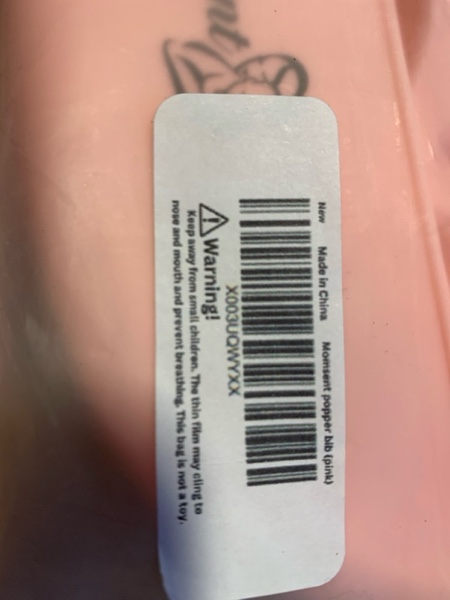 New Made in China Momsent popper bib (pink)
X003UQWYXX
⚠Warning!
Keep away from small children. The thin film may cling to
nose and mouth and prevent breathing. This bag is not a toy.